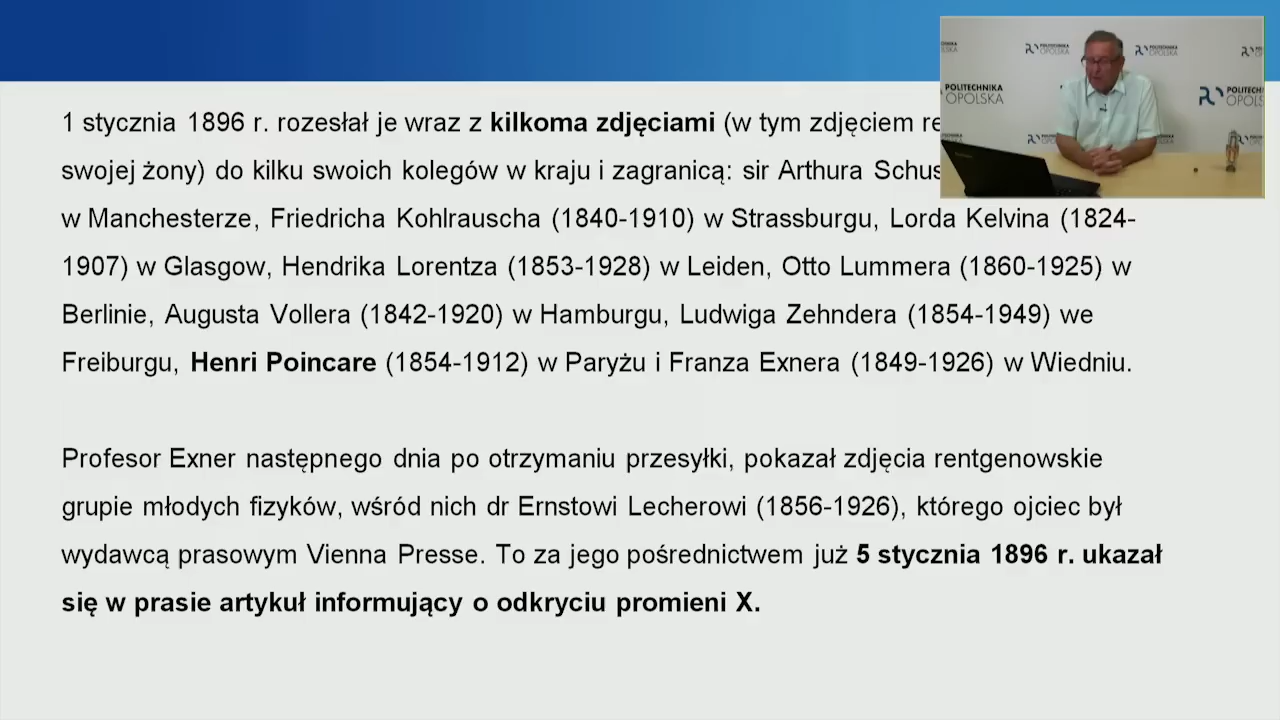 1 stycznia 1896 r. rozesłał je wraz z kilkoma zdjęciami (w tym zdjęciem
swojej żony) do kilku swoich kolegów w kraju i zagranicą: sir Arthura
w Manchesterze, Friedricha Kohlrauscha (1840-1910) w Strassburgu, Lorda Kelvina (1824-
1907) w Glasgow, Hendrika Lorentza (1853-1928) w Leiden, Otto Lummera (1860-1925) w
Berlinie, Augusta Vollera (1842-1920) w Hamburgu, Ludwiga Zehndera (1854-1949) we
Freiburgu, Henri Poincare (1854-1912) w Paryżu i Franza Exnera (1849-1926) w Wiedniu.
Profesor Exner następnego dnia po otrzymaniu przesyłki, pokazał zdjęcia rentgenowskie
grupie młodych fizyków, wśród nich dr Ernstowi Lecherowi (1856-1926), którego ojciec był
wydawcą prasowym Vienna Presse. To za jego pośrednictwem już 5 stycznia 1896 r. ukazał
się w prasie artykuł informujący o odkryciu promieni X.
POLITECHNIKA
OPOLSKA
POLITECHNIKA
OPOLSKA